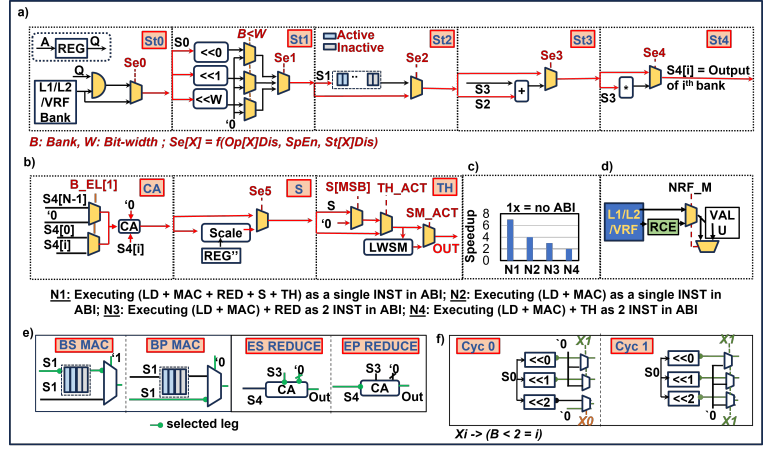 a)
A REG Q
St0
St1
St2
St3
St4
Q
L1/L2
/VRF
Bank
Se0
S0
<<0
<<1
<<W
B<W
'0
Se1
Active
Inactive
S1
..
Se2
S3
S2
+
Se3
S3
*
Se4
S4[i] = Output
of ith bank
B: Bank, W: Bit-width ; Se[X] = f(Op[X]Dis, SpEn, St[X]Dis)
b)
B_EL[1]
CA
S4[N-1]
'0
S4[0]
S4[i]
'0
CA
S4[i]
S
Scale
REG''
Se5
TH
S[MSB]
S
'0
TH_ACT
LWSM
SM_ACT
OUT
c)
1x = no ABI
Speedup
8
6
4
2
0
N1 N2 N3 N4
d)
NRF_M
L1/L2
/VRF
RCE
VAL
U
N1: Executing (LD + MAC + RED + S + TH) as a single INST in ABI; N2: Executing (LD + MAC) as a single INST in
ABI; N3: Executing (LD + MAC) + RED as 2 INST in ABI; N4: Executing (LD + MAC) + TH as 2 INST in ABI
e)
BS MAC
S1
S1
'1
BP MAC
S1
S1
'0
ES REDUCE
S3 '0
S4
CA
Out
EP REDUCE
S3 '0
S4
CA
Out
selected leg
f)
Cyc 0
S0
<<0
<<1
<<2
`0
X1
`0
X0
Cyc 1
S0
<<0
<<1
<<2
X1
`0
X1
Xi -> (B < 2 = i)